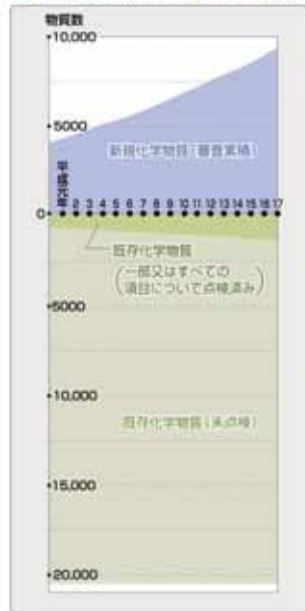 物質数
10,000
5000
新規化学物質(審査累積)
平成元年 2 3 4 5 6 7 8 9 10 11 12 13 14 15 16 17
0
既存化学物質
(一部又はすべての
項目について点検済み)
5000
10,000
既存化学物質(未点検)
15,000
20,000